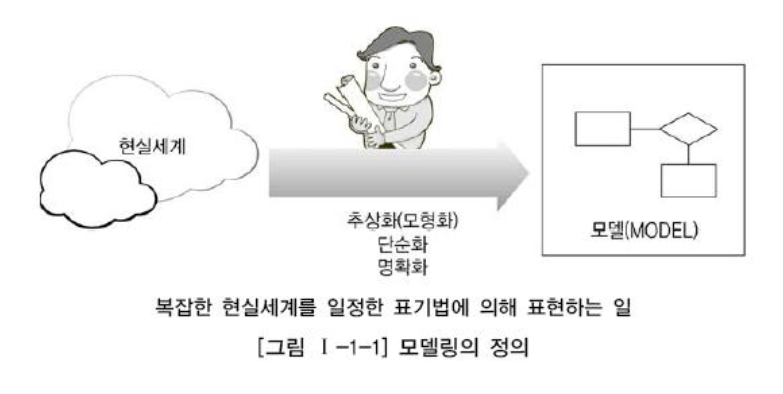 현실세계
추상화(모형화)
단순화
명확화
모델(MODEL)
복잡한 현실세계를 일정한 표기법에 의해 표현하는 일
[그림 Ⅰ-1-1] 모델링의 정의